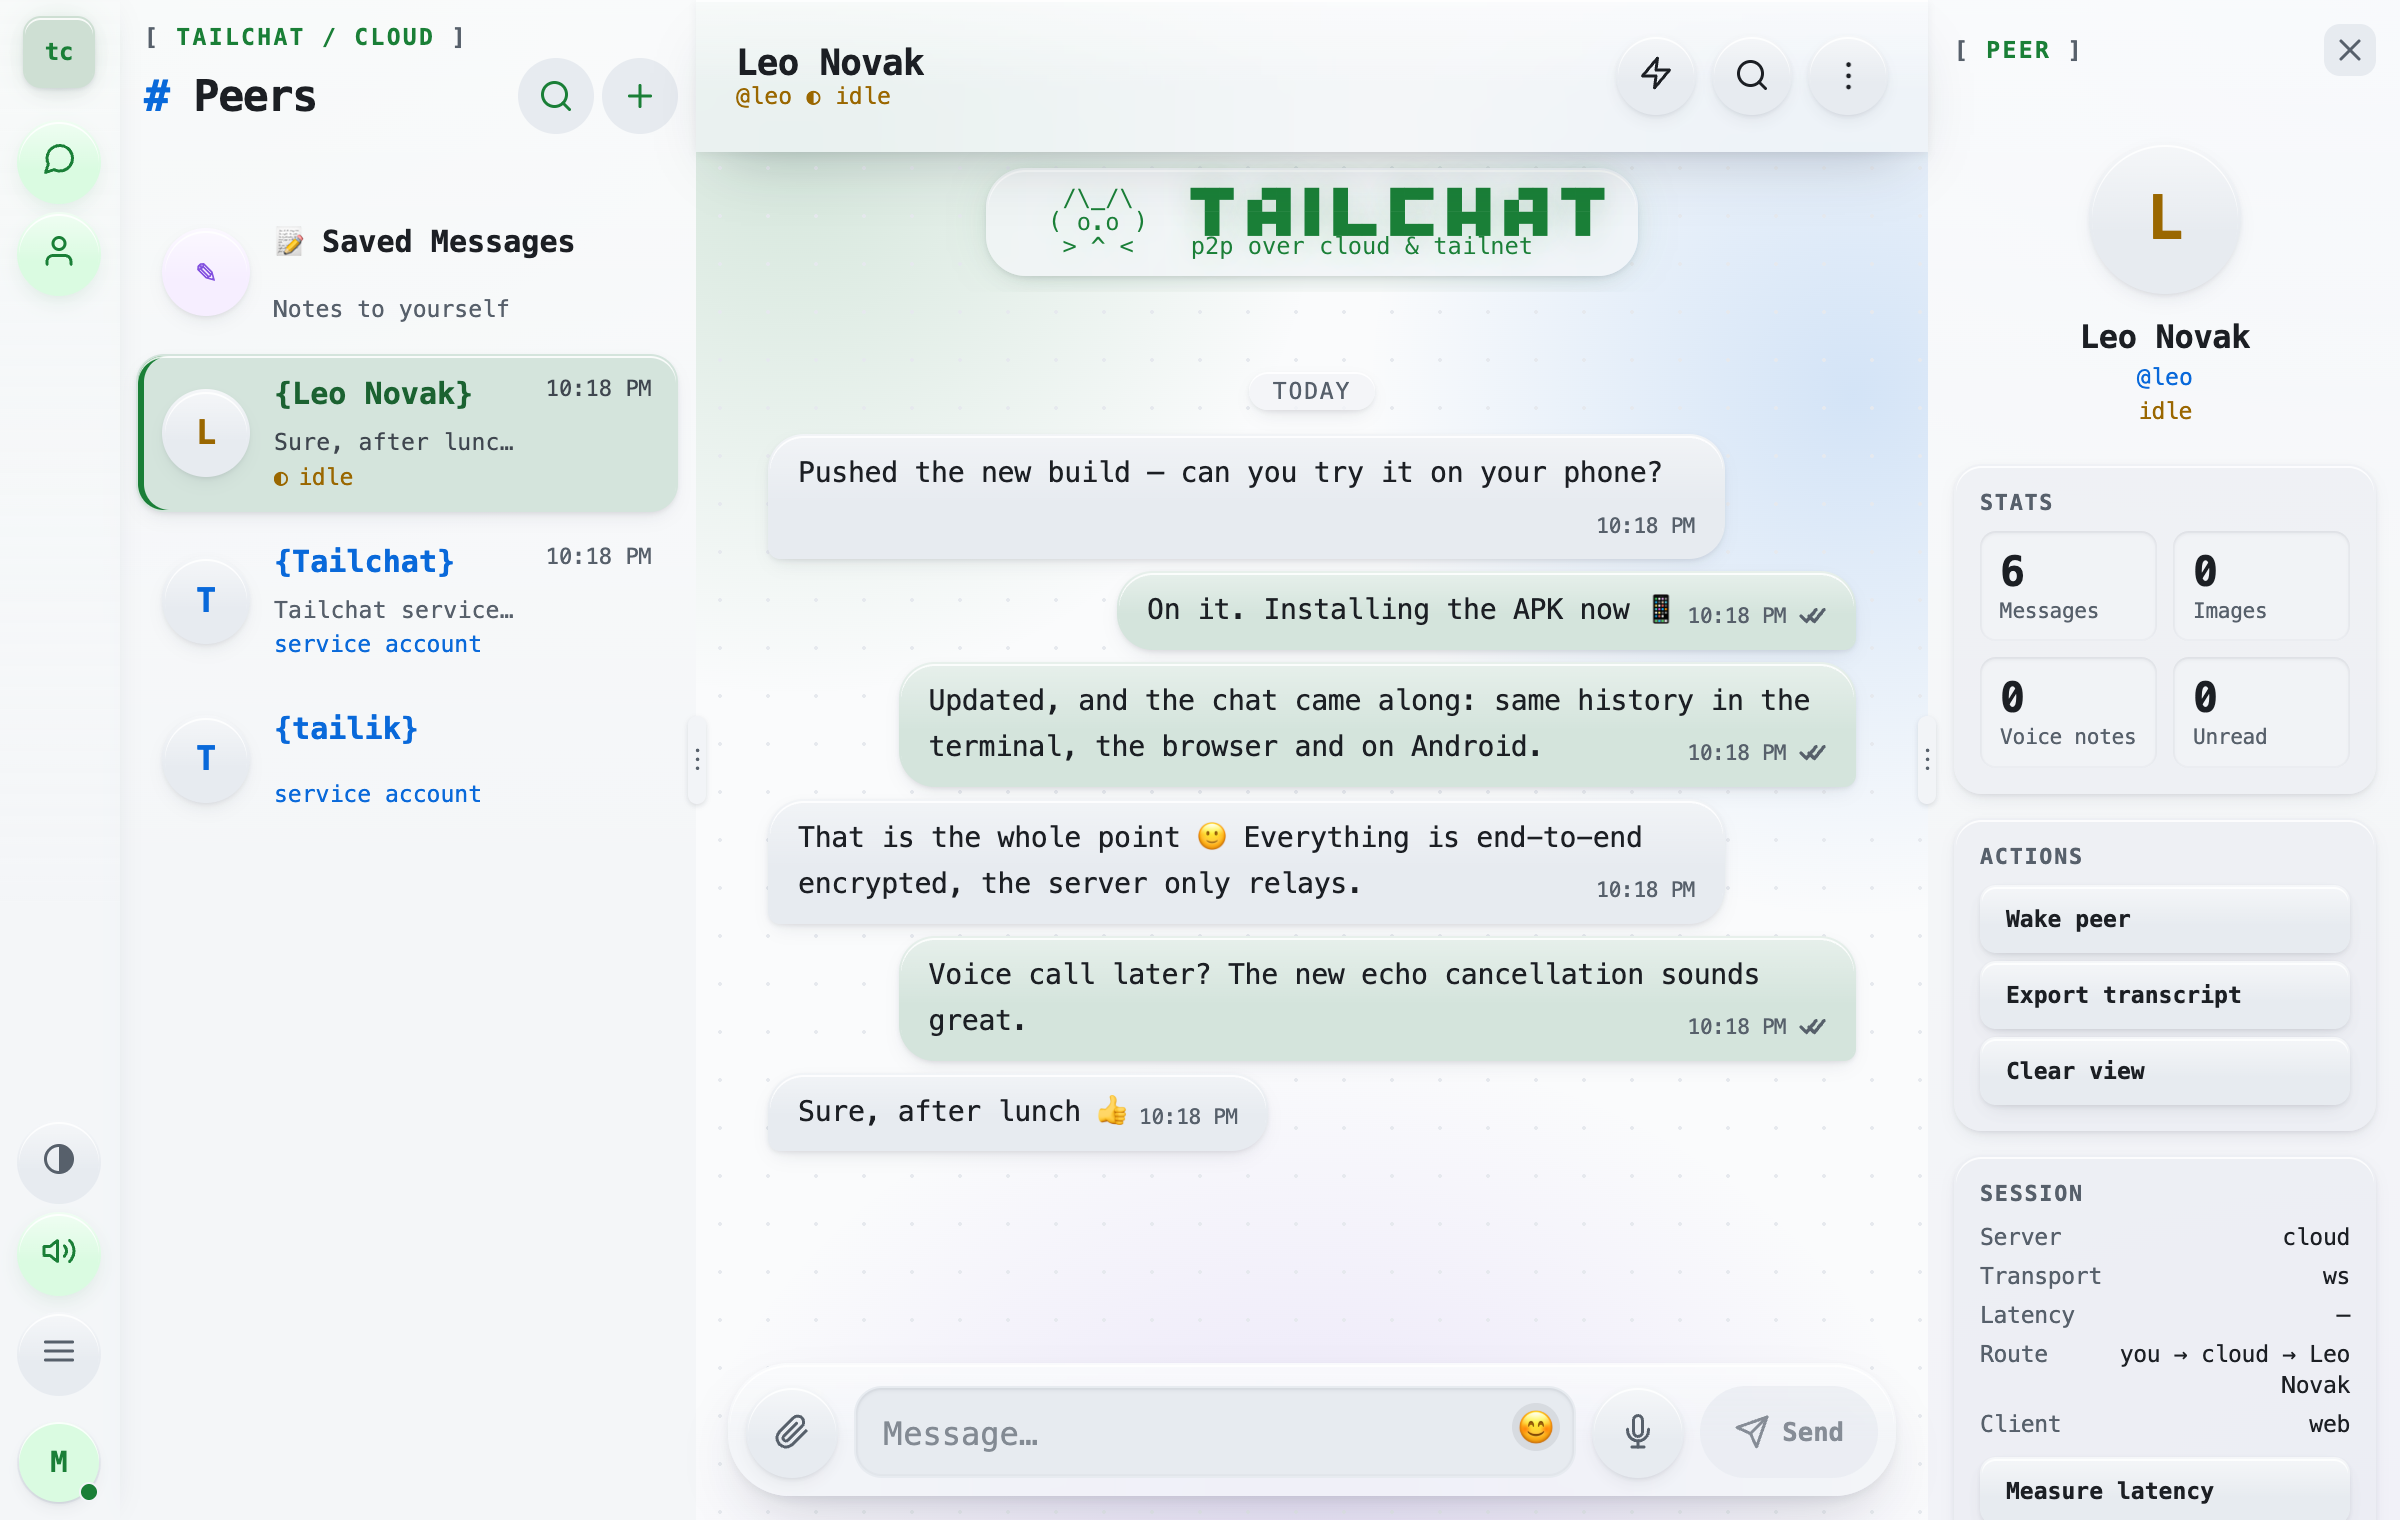 tc
[ TAILCHAT / CLOUD ]
# Peers
📝 Saved Messages
Notes to yourself
L
{Leo Novak}
10:18 PM
Sure, after lunc…
◐ idle
T
{Tailchat}
10:18 PM
Tailchat service…
service account
T
{tailik}
service account
M
Leo Novak
@leo ◐ idle
/\_/\
( o.o )
> ^ <
TAILCHAT
p2p over cloud & tailnet
TODAY
Pushed the new build — can you try it on your phone?
10:18 PM
On it. Installing the APK now 📱 10:18 PM
Updated, and the chat came along: same history in the
terminal, the browser and on Android. 10:18 PM
That is the whole point 🙂 Everything is end-to-end
encrypted, the server only relays. 10:18 PM
Voice call later? The new echo cancellation sounds
great. 10:18 PM
Sure, after lunch 👍 10:18 PM
Message…
Send
[ PEER ]
L
Leo Novak
@leo
idle
STATS
6
Messages
0
Images
0
Voice notes
0
Unread
ACTIONS
Wake peer
Export transcript
Clear view
SESSION
Server cloud
Transport ws
Latency —
Route you → cloud → Leo
Novak
Client web
Measure latency